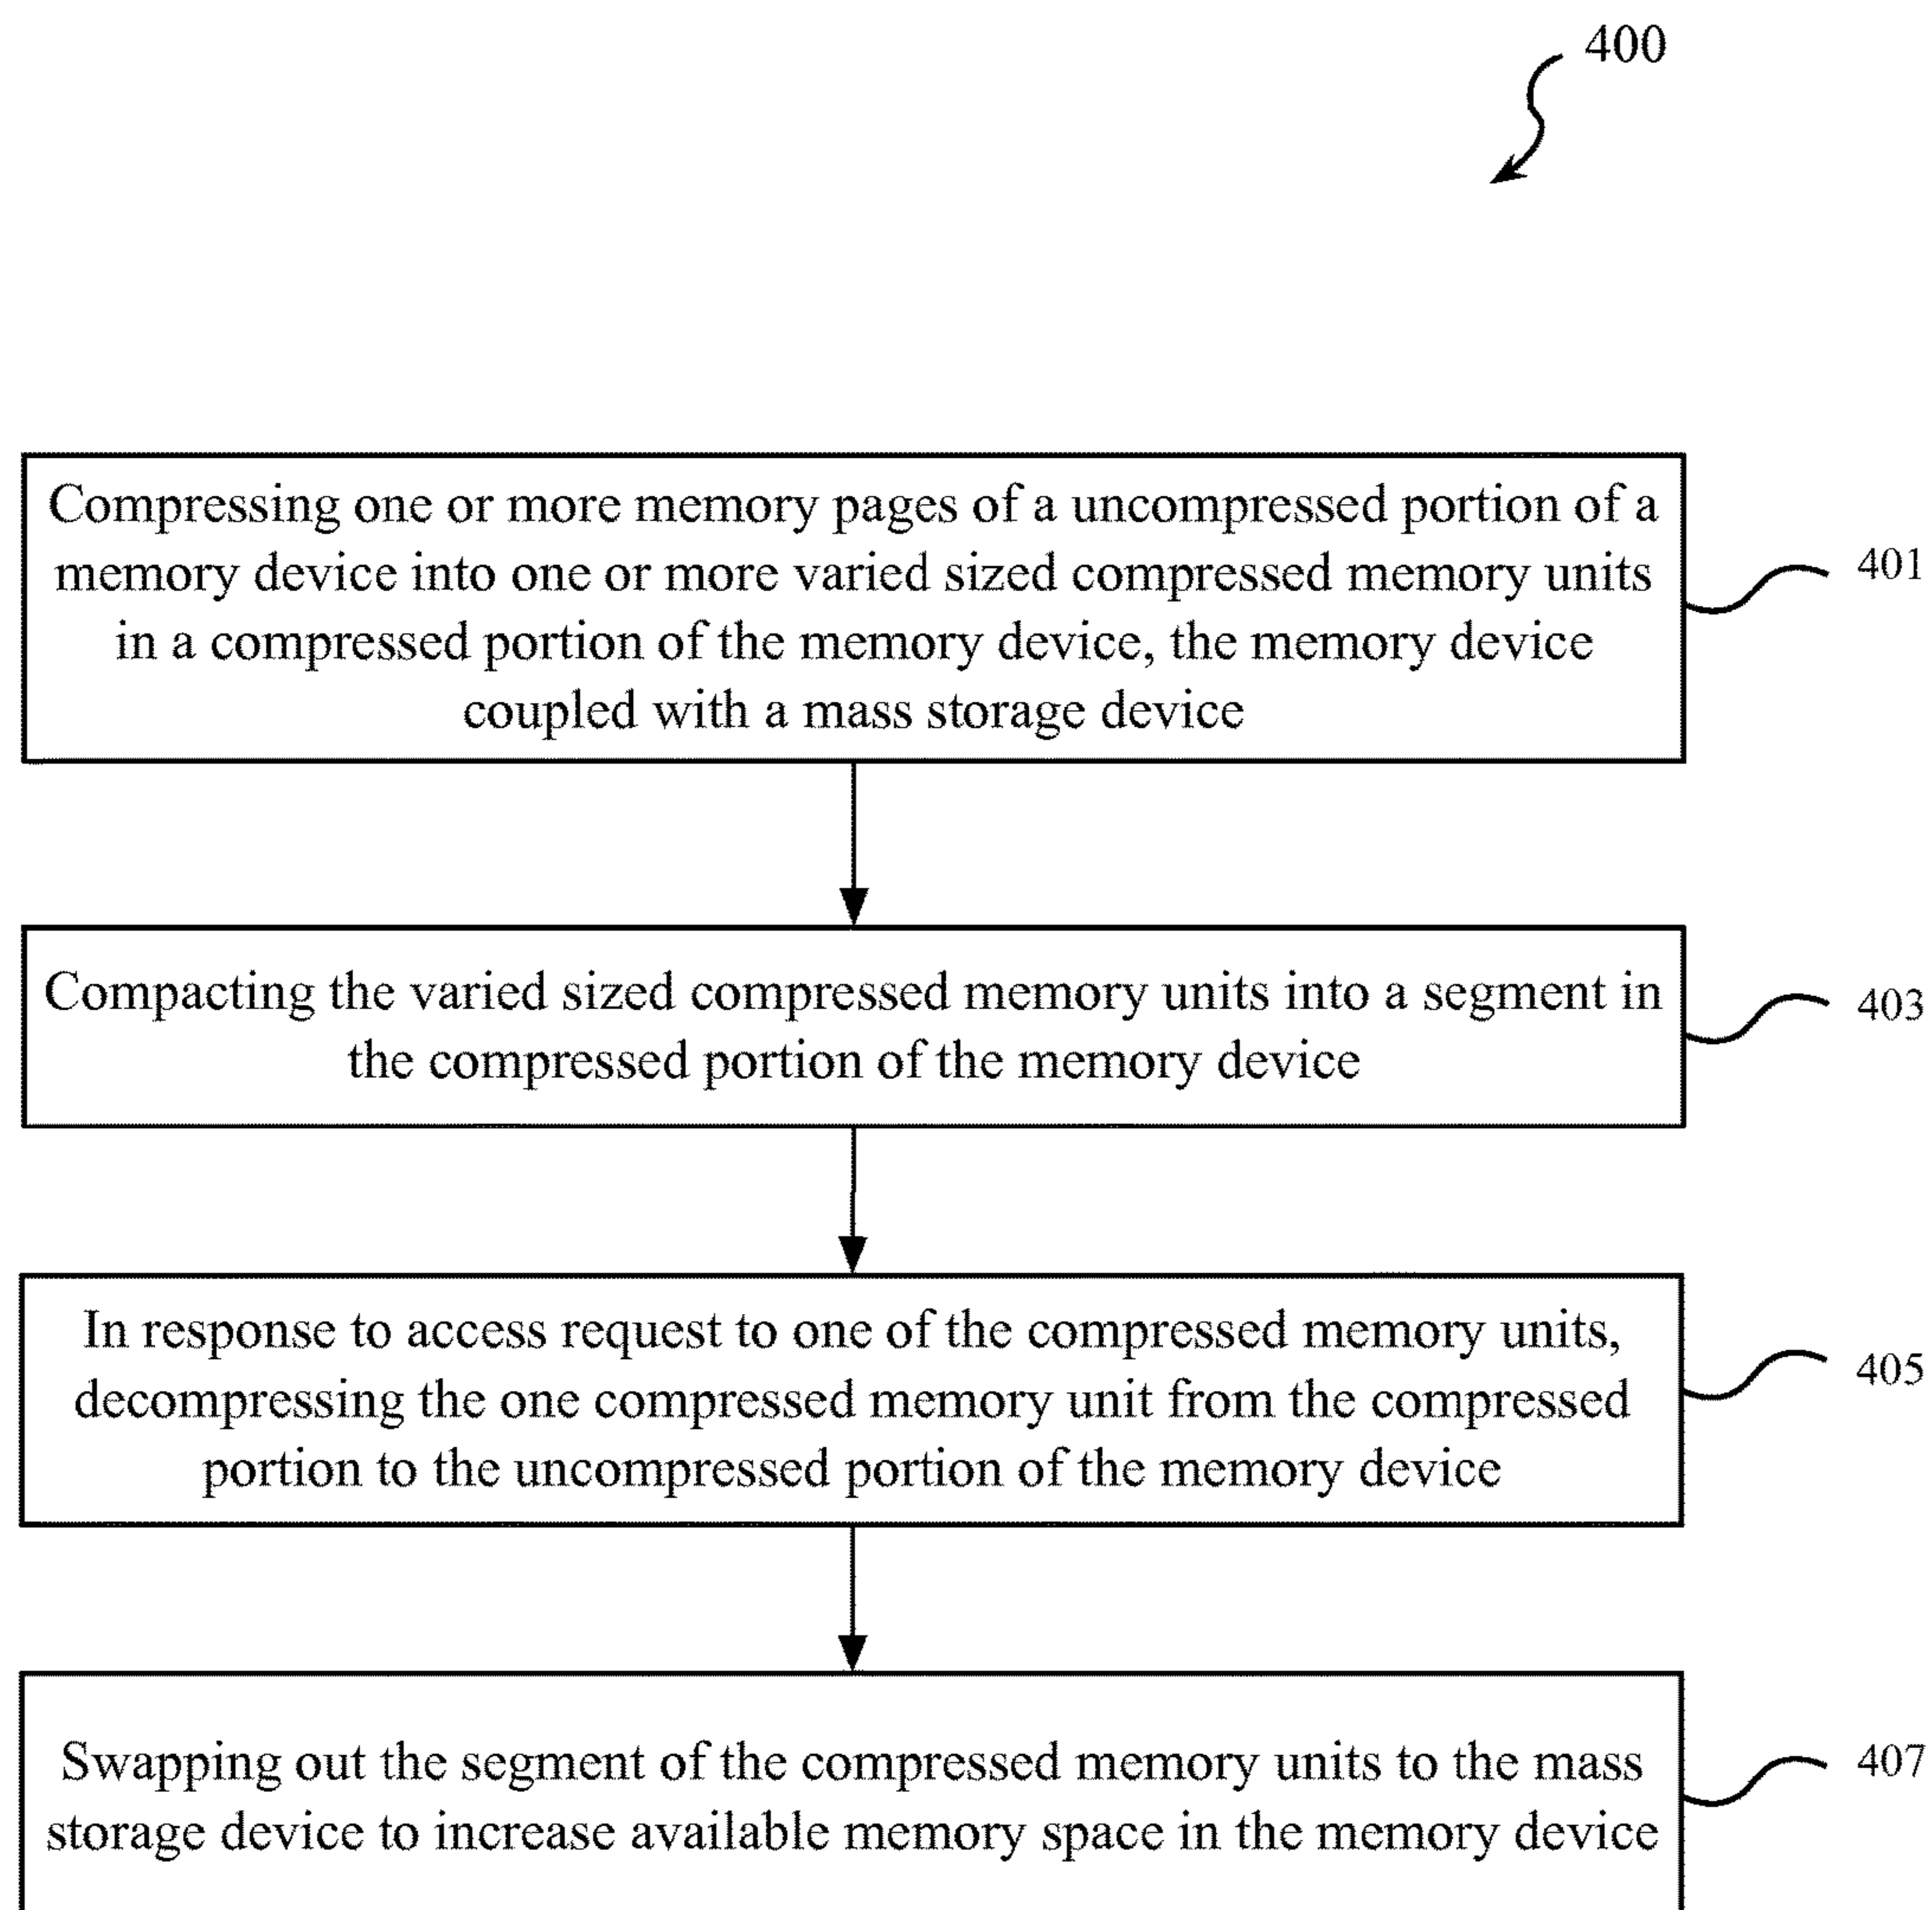 400
Compressing one or more memory pages of a uncompressed portion of a
memory device into one or more varied sized compressed memory units
in a compressed portion of the memory device, the memory device
coupled with a mass storage device
401
Compacting the varied sized compressed memory units into a segment in
the compressed portion of the memory device
403
In response to access request to one of the compressed memory units,
decompressing the one compressed memory unit from the compressed
portion to the uncompressed portion of the memory device
405
Swapping out the segment of the compressed memory units to the mass
storage device to increase available memory space in the memory device
407